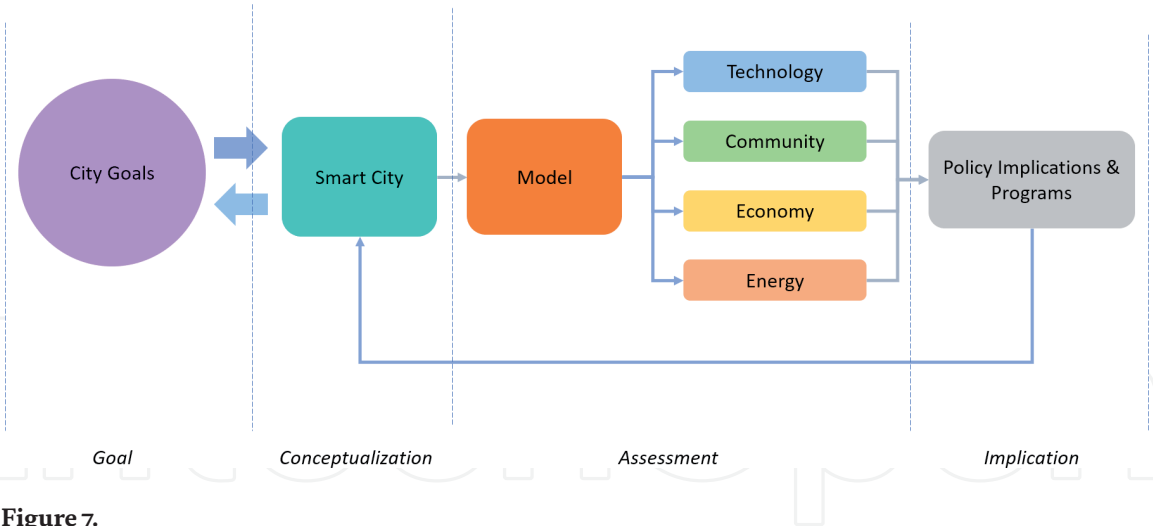 City Goals
Smart City
Model
Technology
Community
Economy
Energy
Policy Implications &
Programs
Goal
Conceptualization
Assessment
Implication
Figure 7.